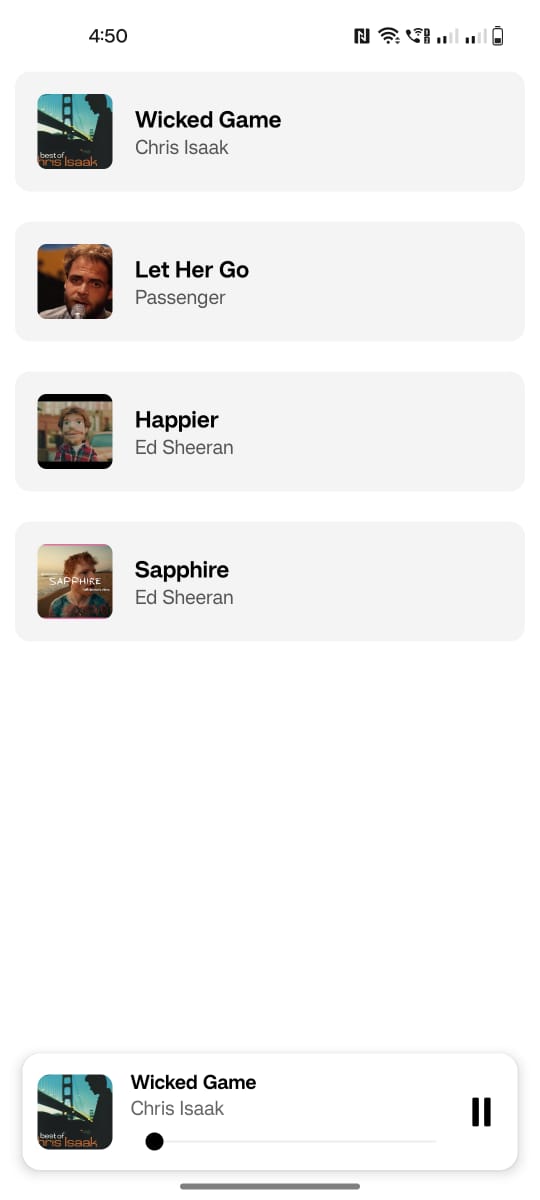 4:50
best of
hris Isaak
Wicked Game
Chris Isaak
Let Her Go
Passenger
Happier
Ed Sheeran
SAPPHIRE
Sapphire
Ed Sheeran
best of
hris Isaak
Wicked Game
Chris Isaak